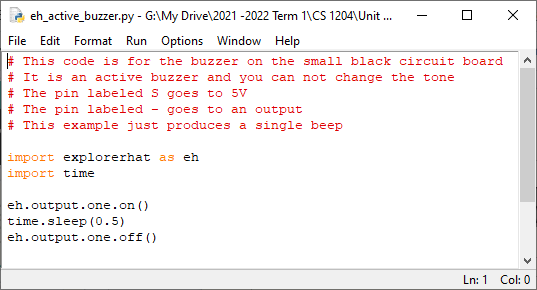 eh_active_buzzer.py - G:\My Drive\2021 -2022 Term 1\CS 1204\Unit ...
File Edit Format Run Options Window Help
# This code is for the buzzer on the small black circuit board
# It is an active buzzer and you can not change the tone
# The pin labeled S goes to 5V
# The pin labeled - goes to an output
# This example just produces a single beep

import explorerhat as eh
import time

eh.output.one.on()
time.sleep(0.5)
eh.output.one.off()
Ln: 1 Col: 0